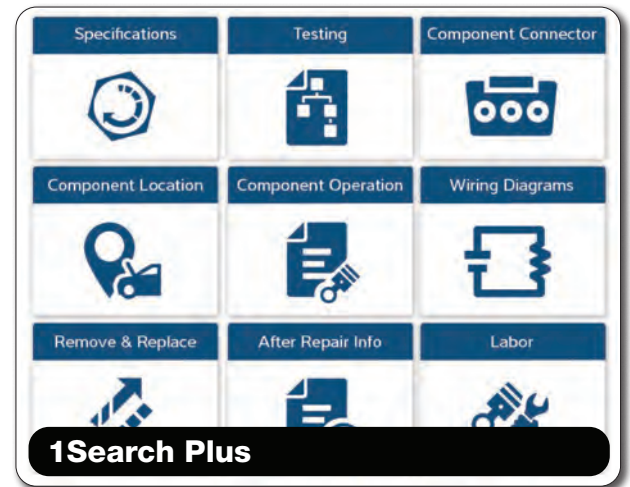 Specifications
Testing
Component Connector
Component Location
Component Operation
Wiring Diagrams
Remove & Replace
After Repair Info
Labor
1Search Plus